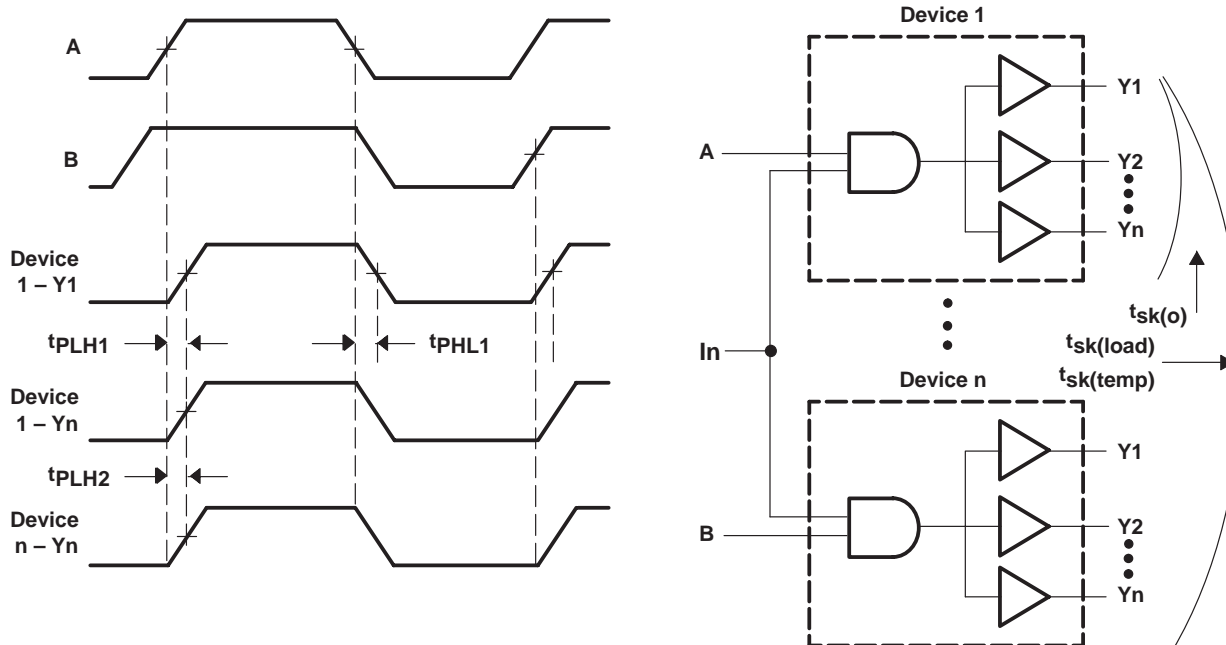 A
B
Device
1 – Y1
tPLH1
tPHL1
Device
1 – Yn
tPLH2
Device
n – Yn
Device 1
A
Y1
Y2
Yn
tsk(o)
tsk(load)
tsk(temp)
In
Device n
B
Y1
Y2
Yn